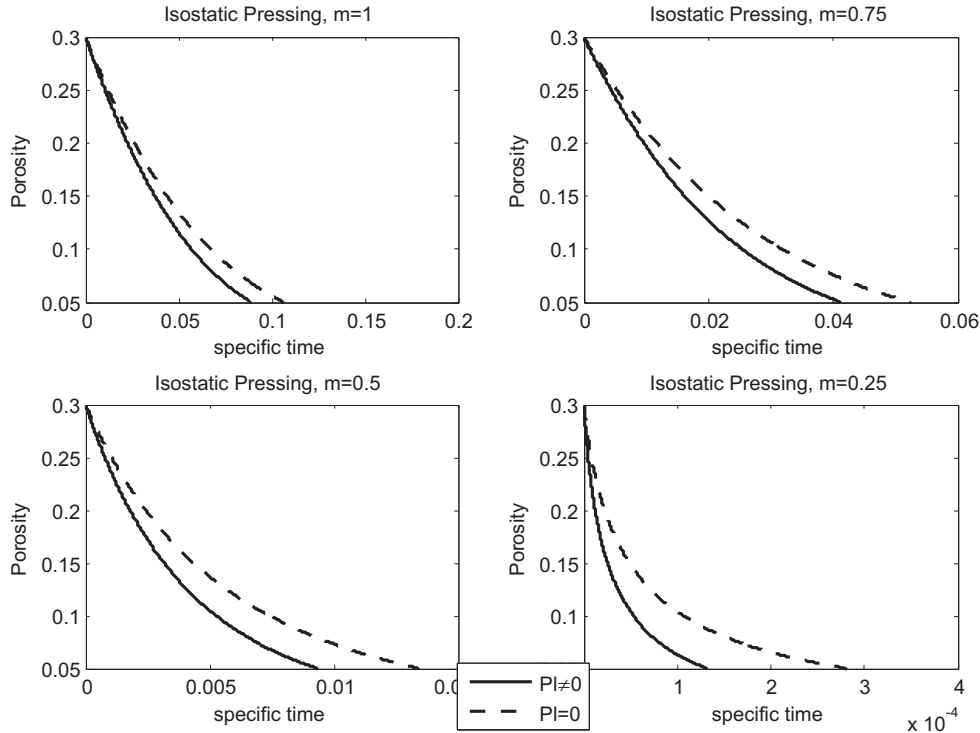 Isostatic Pressing, m=1
0.3
0.25
0.2
0.15
0.1
0.05
Porosity
0 0.05 0.1 0.15 0.2
specific time
Isostatic Pressing, m=0.75
0.3
0.25
0.2
0.15
0.1
0.05
Porosity
0 0.02 0.04 0.06
specific time
Isostatic Pressing, m=0.5
0.3
0.25
0.2
0.15
0.1
0.05
Porosity
0 0.005 0.01
specific time
Isostatic Pressing, m=0.25
0.3
0.25
0.2
0.15
0.1
Porosity
1 2 3 4
x 10⁻⁴
specific time
Pl≠0
Pl=0